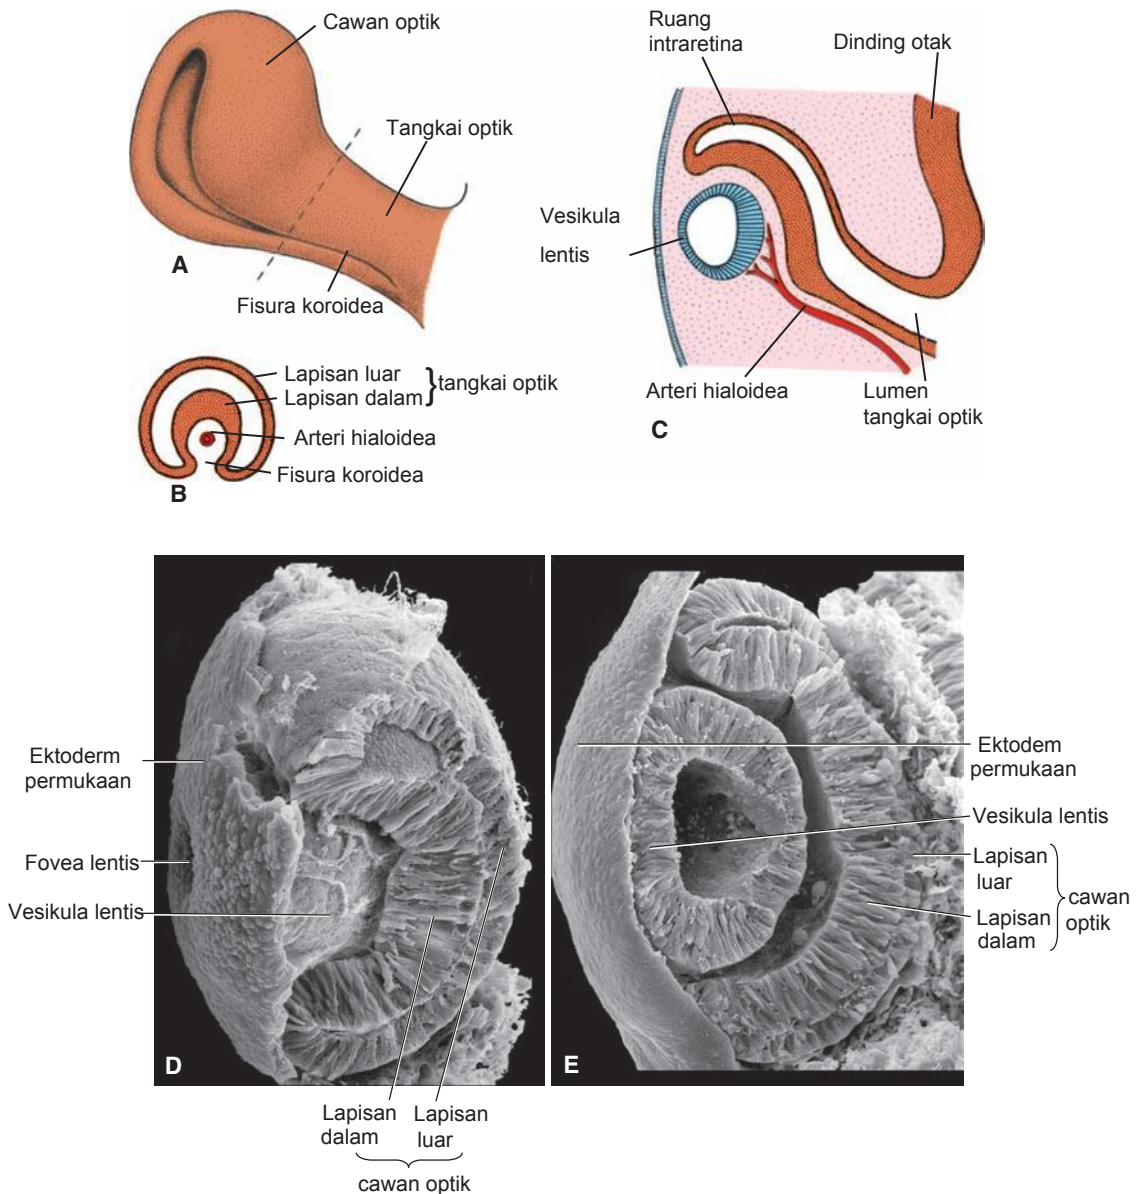 Cawan optik
Tangkai optik
A
Fisura koroidea
Lapisan luar
Lapisan dalam
} tangkai optik
Arteri hialoidea
Fisura koroidea
B
Ruang
intraretina
Dinding otak
Vesikula
lentis
Arteri hialoidea
Lumen
tangkai optik
C
Ektoderm
permukaan
Fovea lentis
Vesikula lentis
D
Lapisan
dalam
Lapisan
luar
cawan optik
E
Ektodem
permukaan
Vesikula lentis
Lapisan
luar
Lapisan
dalam
cawan
optik